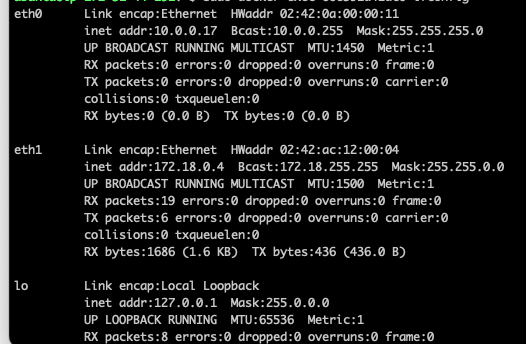 eth0 Link encap:Ethernet HWaddr 02:42:0a:00:00:11
inet addr:10.0.0.17 Bcast:10.0.0.255 Mask:255.255.255.0
UP BROADCAST RUNNING MULTICAST MTU:1450 Metric:1
RX packets:0 errors:0 dropped:0 overruns:0 frame:0
TX packets:0 errors:0 dropped:0 overruns:0 carrier:0
collisions:0 txqueuelen:0
RX bytes:0 (0.0 B) TX bytes:0 (0.0 B)
eth1 Link encap:Ethernet HWaddr 02:42:ac:12:00:04
inet addr:172.18.0.4 Bcast:172.18.255.255 Mask:255.255.0.0
UP BROADCAST RUNNING MULTICAST MTU:1500 Metric:1
RX packets:19 errors:0 dropped:0 overruns:0 frame:0
TX packets:6 errors:0 dropped:0 overruns:0 carrier:0
collisions:0 txqueuelen:0
RX bytes:1686 (1.6 KB) TX bytes:436 (436.0 B)
lo Link encap:Local Loopback
inet addr:127.0.0.1 Mask:255.0.0.0
UP LOOPBACK RUNNING MTU:65536 Metric:1
RX packets:8 errors:0 dropped:0 overruns:0 frame:0